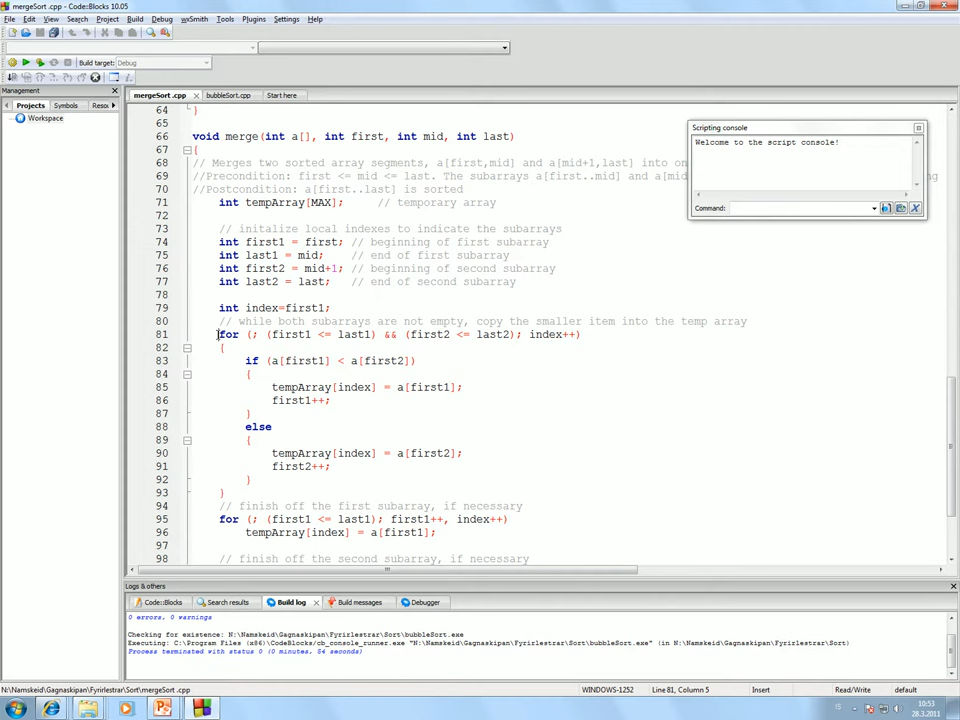 mergeSort .cpp - Code::Blocks 10.05
File Edit View Search Project Build Debug wxSmith Tools Plugins Settings Help
Build target: Debug
Management
Projects Symbols Resou
Workspace
mergeSort .cpp bubbleSort.cpp Start here
64 }
65
66 void merge(int a[], int first, int mid, int last)
67 {
68 // Merges two sorted array segments, a[first,mid] and a[mid+1,last] into on
69 //Precondition: first <= mid <= last. The subarrays a[first..mid] and a[mid
70 //Postcondition: a[first..last] is sorted
71 int tempArray[MAX]; // temporary array
72
73 // initalize local indexes to indicate the subarrays
74 int first1 = first; // beginning of first subarray
75 int last1 = mid; // end of first subarray
76 int first2 = mid+1; // beginning of second subarray
77 int last2 = last; // end of second subarray
78
79 int index=first1;
80 // while both subarrays are not empty, copy the smaller item into the temp array
81 for (; (first1 <= last1) && (first2 <= last2); index++)
82 {
83 if (a[first1] < a[first2])
84 {
85 tempArray[index] = a[first1];
86 first1++;
87 }
88 else
89 {
90 tempArray[index] = a[first2];
91 first2++;
92 }
93 }
94 // finish off the first subarray, if necessary
95 for (; (first1 <= last1); first1++, index++)
96 tempArray[index] = a[first1];
97
98 // finish off the second subarray, if necessary
Scripting console
Welcome to the script console!
Command:
Logs & others
Code::Blocks Search results Build log Build messages Debugger
0 errors, 0 warnings
Checking for existence: N:\Namskeid\Gagnaskipan\Fyrirlestrar\Sort\bubbleSort.exe
Executing: C:\Program Files (x86)\CodeBlocks/cb_console_runner.exe "N:\Namskeid\Gagnaskipan\Fyrirlestrar\Sort\bubbleSort.exe" (in N:\Namskeid\Gagnaskipan\Fyrirlestrar\Sort)
Process terminated with status 0 (0 minutes, 54 seconds)
N:\Namskeid\Gagnaskipan\Fyrirlestrar\Sort\mergeSort .cpp WINDOWS-1252 Line 81, Column 5 Insert Read/Write default
IS 10:53
28.3.2011